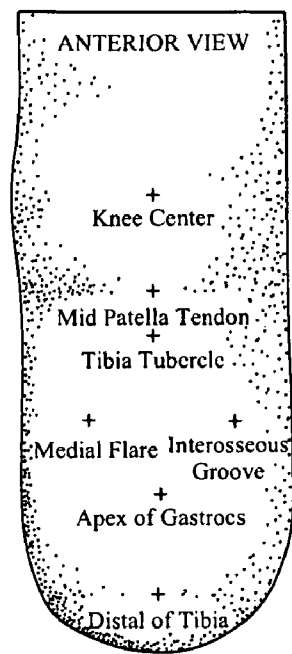 ANTERIOR VIEW
+
Knee Center
+
Mid Patella Tendon
+
Tibia Tubercle
+ +
Medial Flare Interosseous
Groove
+
Apex of Gastrocs
+
Distal of Tibia